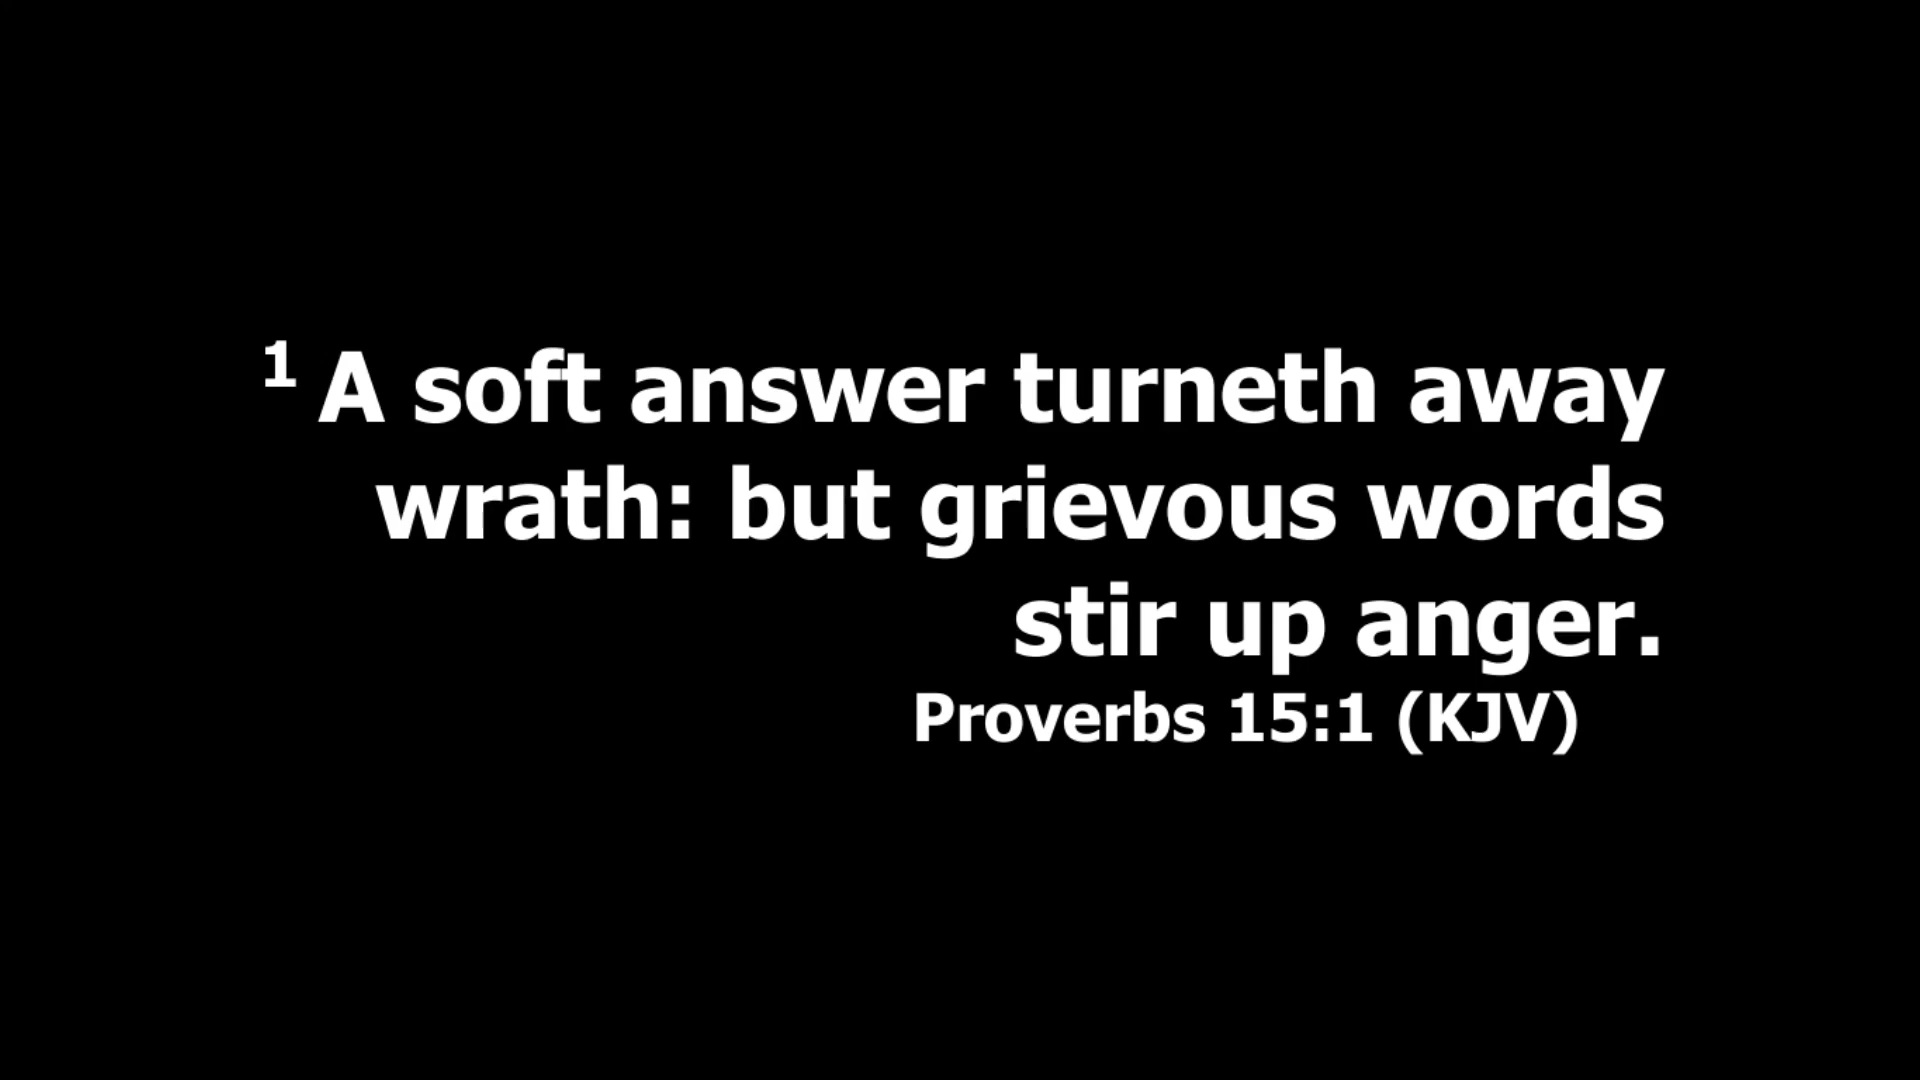 1 A soft answer turneth away
wrath: but grievous words
stir up anger.
Proverbs 15:1 (KJV)